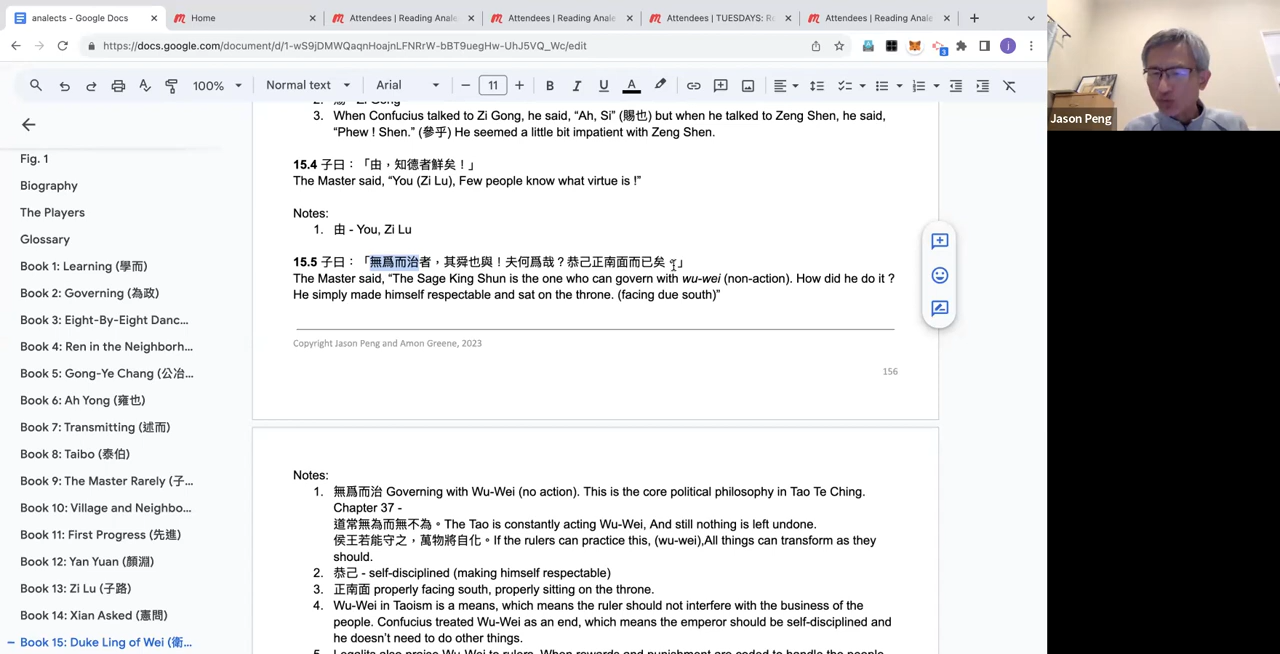 analects - Google Docs
Home
Attendees | Reading Anale
Attendees | Reading Anale
Attendees | TUESDAYS: Re
Attendees | Reading Anale
https://docs.google.com/document/d/1-wS9jDMWQaqnHoajnLFNRrW-bBT9uegHw-UhJ5VQ_Wc/edit
3
j
100%
Normal text
Arial
11
B
I
U
A
Fig. 1
Biography
The Players
Glossary
Book 1: Learning (學而)
Book 2: Governing (為政)
Book 3: Eight-By-Eight Danc...
Book 4: Ren in the Neighborh...
Book 5: Gong-Ye Chang (公冶...
Book 6: Ah Yong (雍也)
Book 7: Transmitting (述而)
Book 8: Taibo (泰伯)
Book 9: The Master Rarely (子...
Book 10: Village and Neighbo...
Book 11: First Progress (先進)
Book 12: Yan Yuan (顏淵)
Book 13: Zi Lu (子路)
Book 14: Xian Asked (憲問)
Book 15: Duke Ling of Wei (衛...
3. When Confucius talked to Zi Gong, he said, “Ah, Si” (賜也) but when he talked to Zeng Shen, he said,
“Phew ! Shen.” (參乎) He seemed a little bit impatient with Zeng Shen.
15.4 子曰：「由，知德者鮮矣！」
The Master said, “You (Zi Lu), Few people know what virtue is !”
Notes:
1. 由 - You, Zi Lu
15.5 子曰：「無爲而治者，其舜也與！夫何爲哉？恭己正南面而已矣。」
The Master said, “The Sage King Shun is the one who can govern with wu-wei (non-action). How did he do it ?
He simply made himself respectable and sat on the throne. (facing due south)”
Copyright Jason Peng and Amon Greene, 2023
156
Notes:
1. 無爲而治 Governing with Wu-Wei (no action). This is the core political philosophy in Tao Te Ching.
Chapter 37 -
道常無為而無不為。The Tao is constantly acting Wu-Wei, And still nothing is left undone.
侯王若能守之，萬物將自化。If the rulers can practice this, (wu-wei),All things can transform as they
should.
2. 恭己 - self-disciplined (making himself respectable)
3. 正南面 properly facing south, properly sitting on the throne.
4. Wu-Wei in Taoism is a means, which means the ruler should not interfere with the business of the
people. Confucius treated Wu-Wei as an end, which means the emperor should be self-disciplined and
he doesn't need to do other things.
Jason Peng